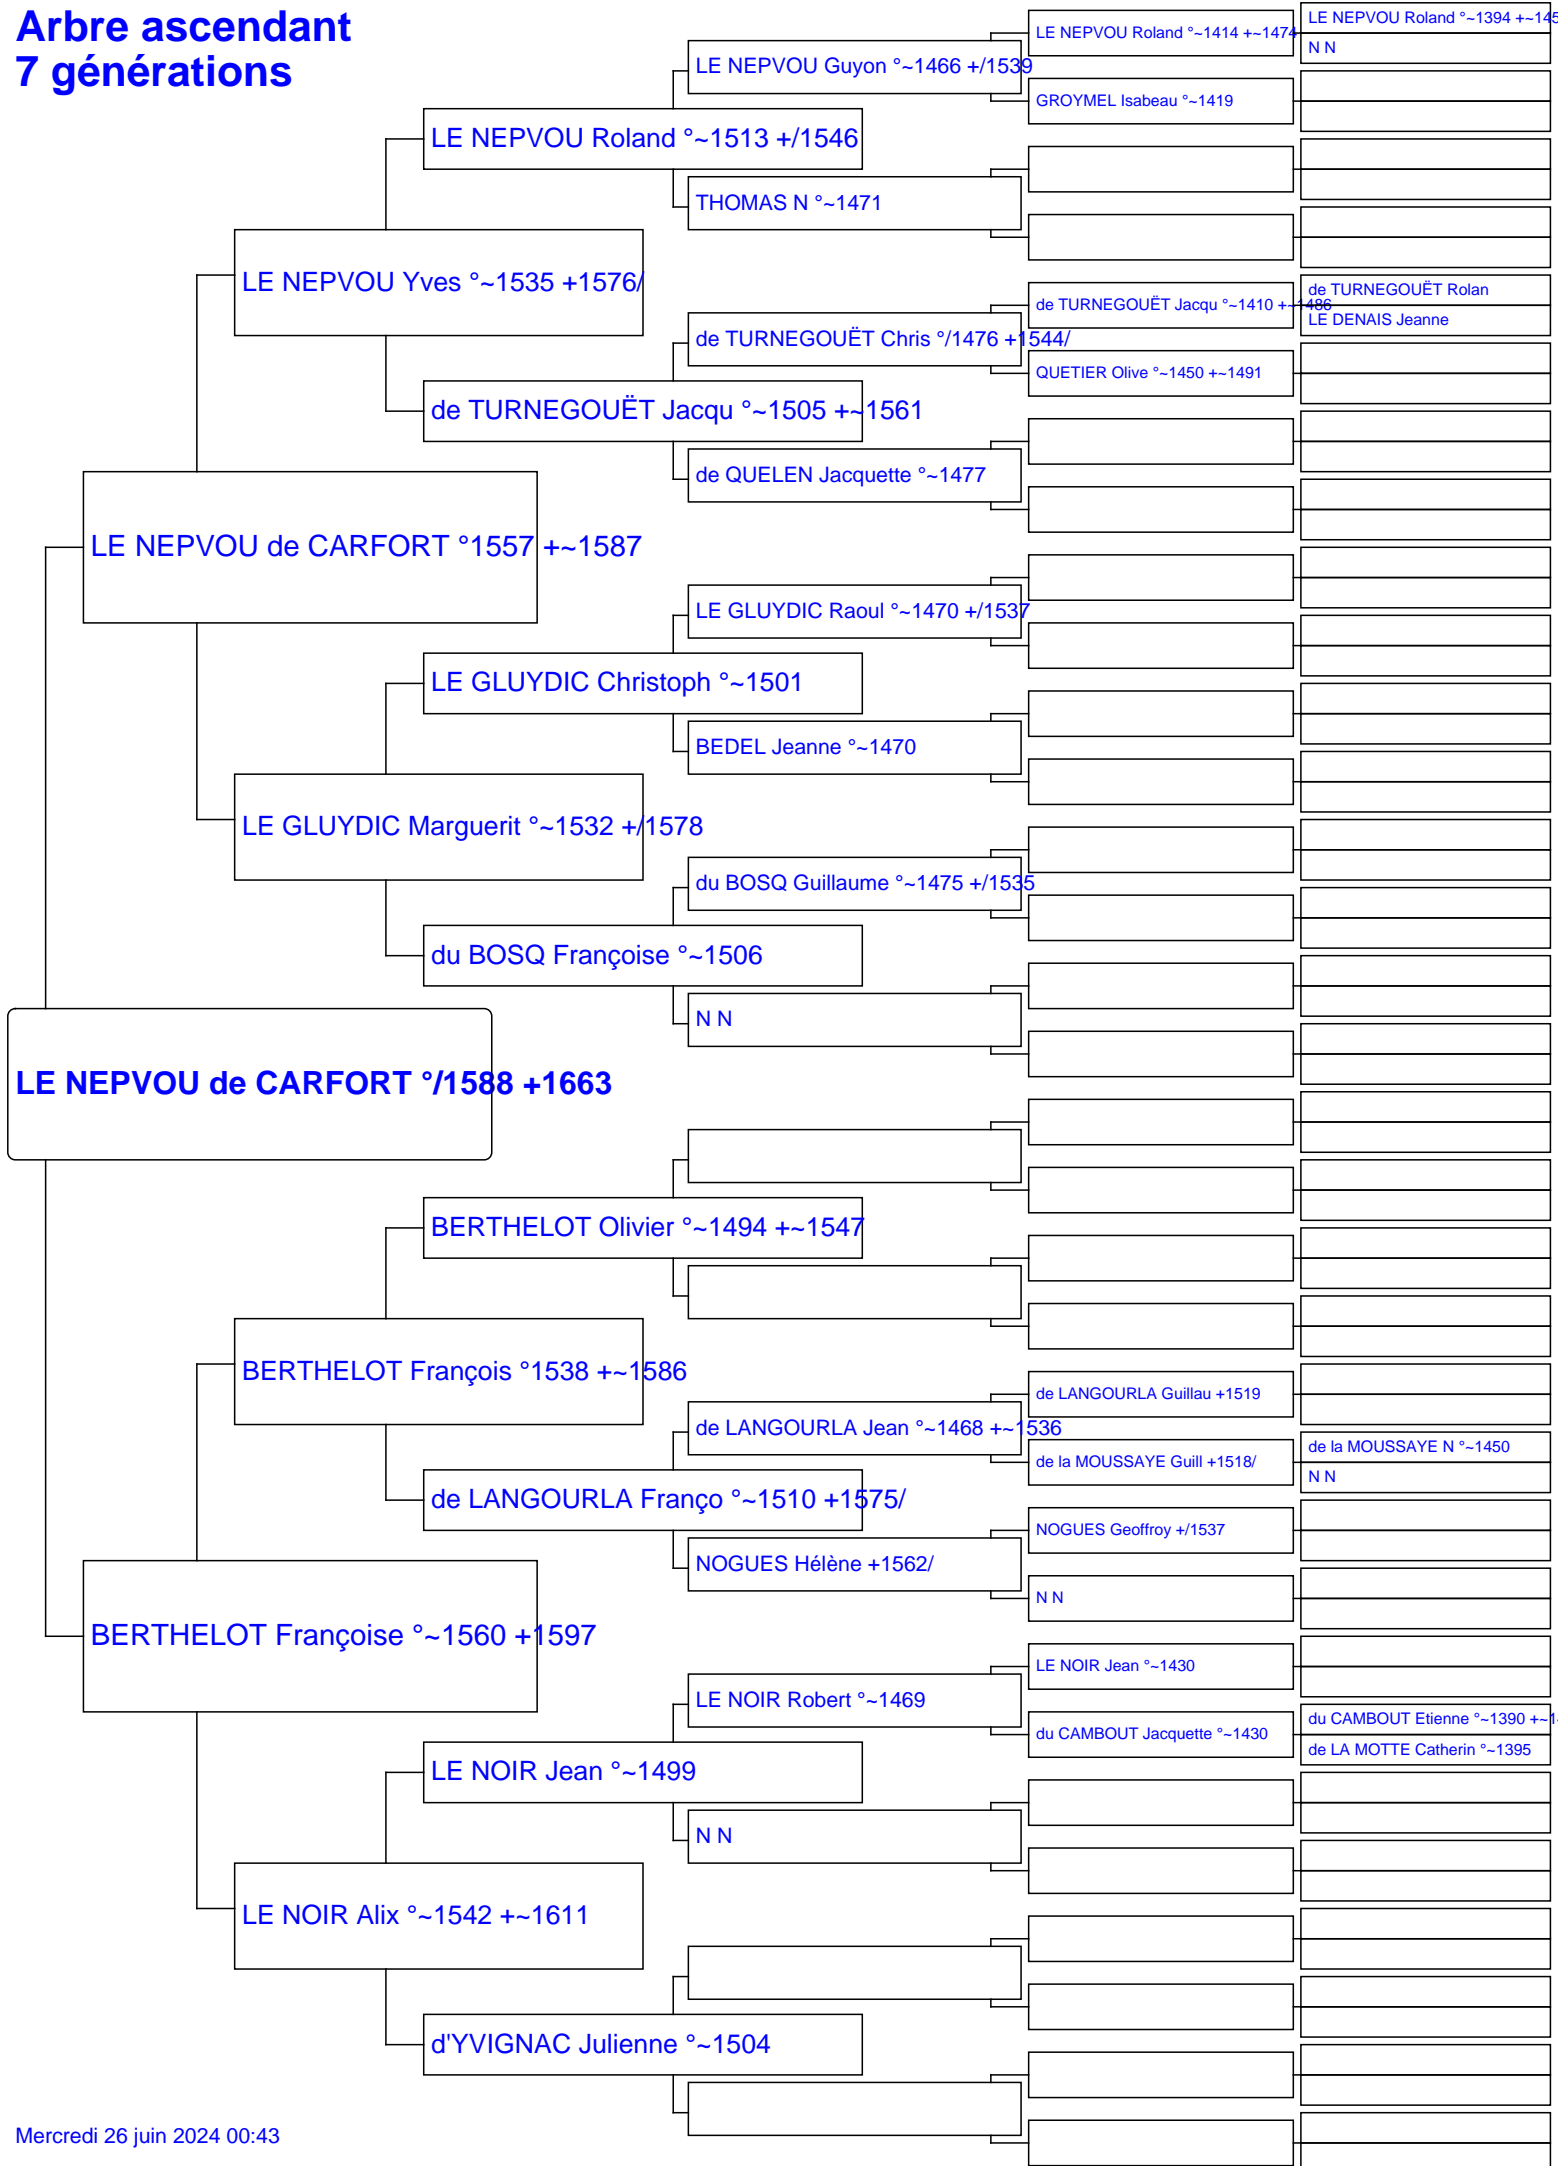 Arbre ascendant
7 générations
LE NEPVOU Roland °~1394 +~145
N N
LE NEPVOU Roland °~1414 +~1474
LE NEPVOU Guyon °~1466 +/1539
GROYMEL Isabeau °~1419
LE NEPVOU Roland °~1513 +/1546
THOMAS N °~1471
LE NEPVOU Yves °~1535 +1576/
de TURNEGOUËT Rolan
LE DENAIS Jeanne
de TURNEGOUËT Jacqu °~1410 +~1486
de TURNEGOUËT Chris °/1476 +1544/
QUETIER Olive °~1450 +~1491
de TURNEGOUËT Jacqu °~1505 +~1561
de QUELEN Jacquette °~1477
LE NEPVOU de CARFORT °1557 +~1587
LE GLUYDIC Raoul °~1470 +/1537
LE GLUYDIC Christoph °~1501
BEDEL Jeanne °~1470
LE GLUYDIC Marguerit °~1532 +/1578
du BOSQ Guillaume °~1475 +/1535
du BOSQ Françoise °~1506
N N
LE NEPVOU de CARFORT °/1588 +1663
BERTHELOT Olivier °~1494 +~1547
BERTHELOT François °1538 +~1586
de LANGOURLA Guillau +1519
de LANGOURLA Jean °~1468 +~1536
de la MOUSSAYE N °~1450
N N
de la MOUSSAYE Guill +1518/
de LANGOURLA Franço °~1510 +1575/
NOGUES Geoffroy +/1537
NOGUES Hélène +1562/
N N
BERTHELOT Françoise °~1560 +1597
LE NOIR Jean °~1430
LE NOIR Robert °~1469
du CAMBOUT Etienne °~1390 +~1
de LA MOTTE Catherin °~1395
du CAMBOUT Jacquette °~1430
LE NOIR Jean °~1499
N N
LE NOIR Alix °~1542 +~1611
d'YVIGNAC Julienne °~1504
Mercredi 26 juin 2024 00:43